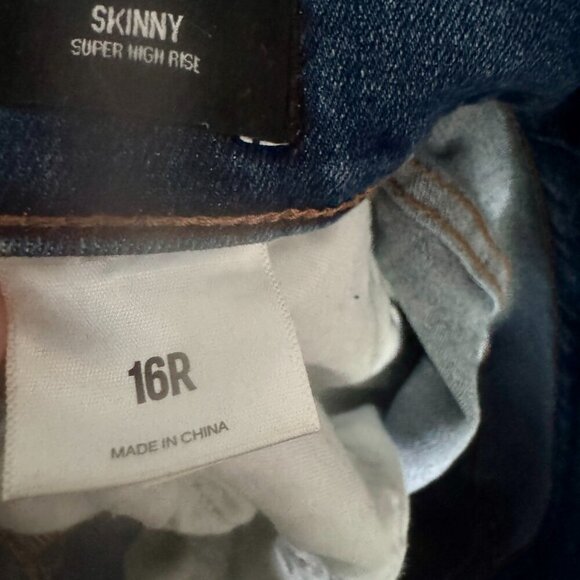 SKINNY
SUPER HIGH RISE
16R
MADE IN CHINA